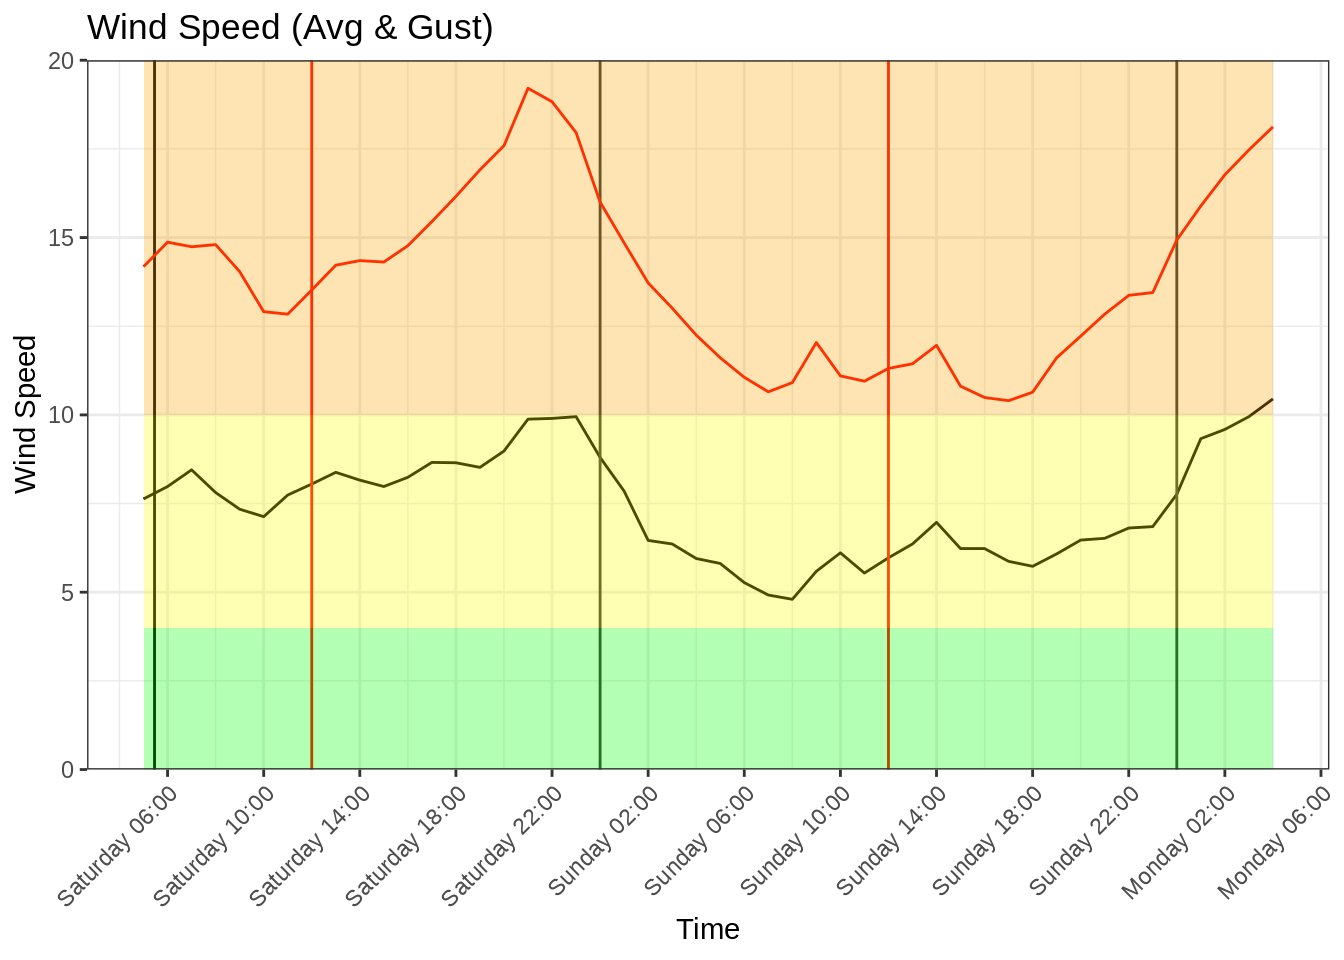 Wind Speed (Avg & Gust)
20
15
10
5
0
Wind Speed
Saturday 06:00
Saturday 10:00
Saturday 14:00
Saturday 18:00
Saturday 22:00
Sunday 02:00
Sunday 06:00
Sunday 10:00
Sunday 14:00
Sunday 18:00
Sunday 22:00
Monday 02:00
Monday 06:00
Time